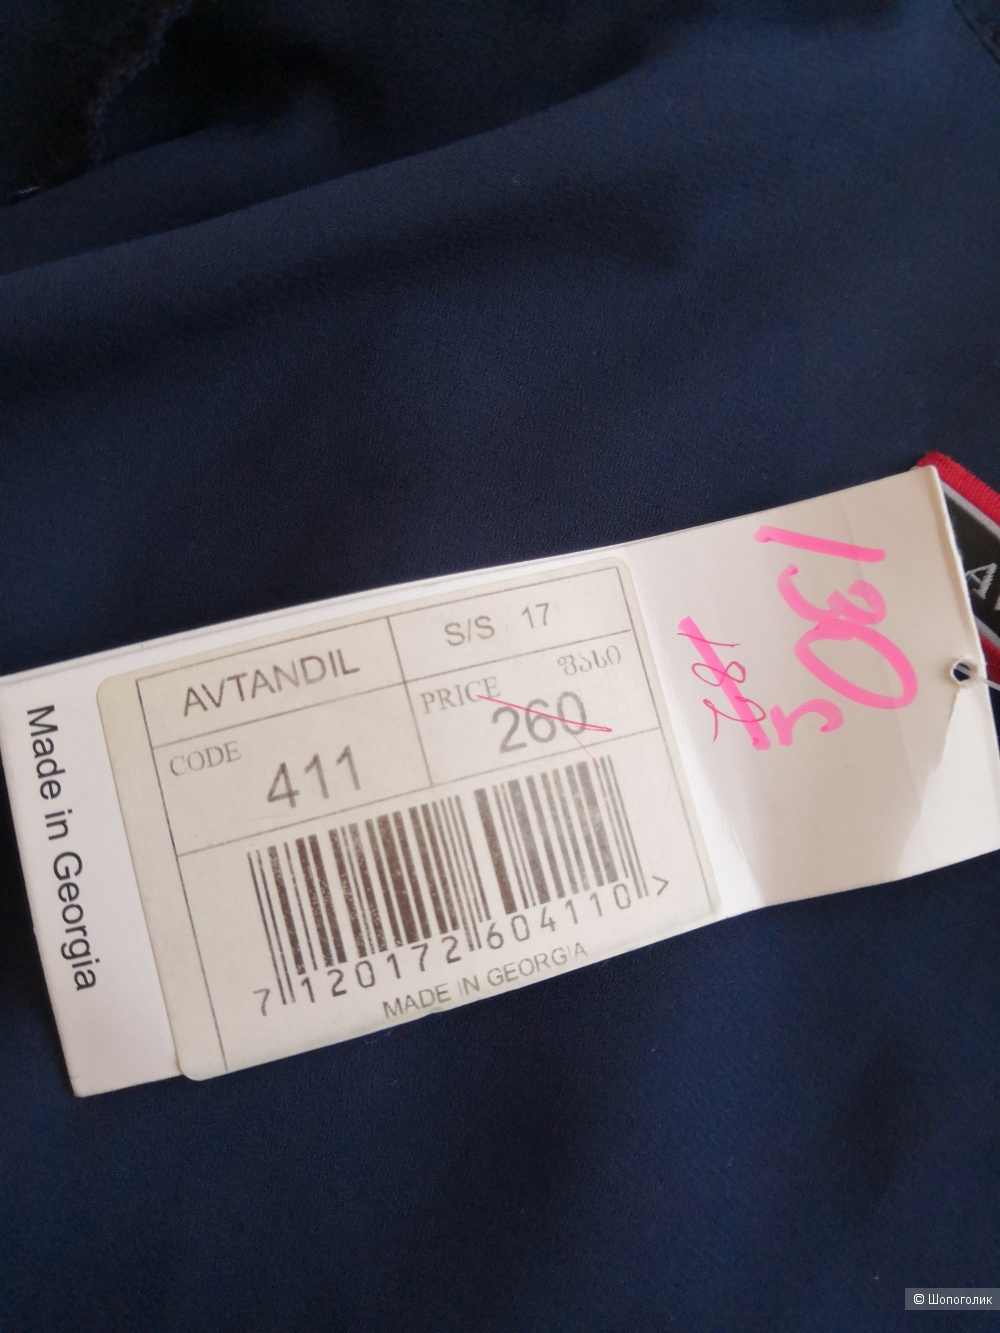 Made in Georgia
AVTANDIL
S/S 17
CODE
411
PRICE
ფასი
260
7 120172 604110 >
MADE IN GEORGIA
182
130
© Шопоголик